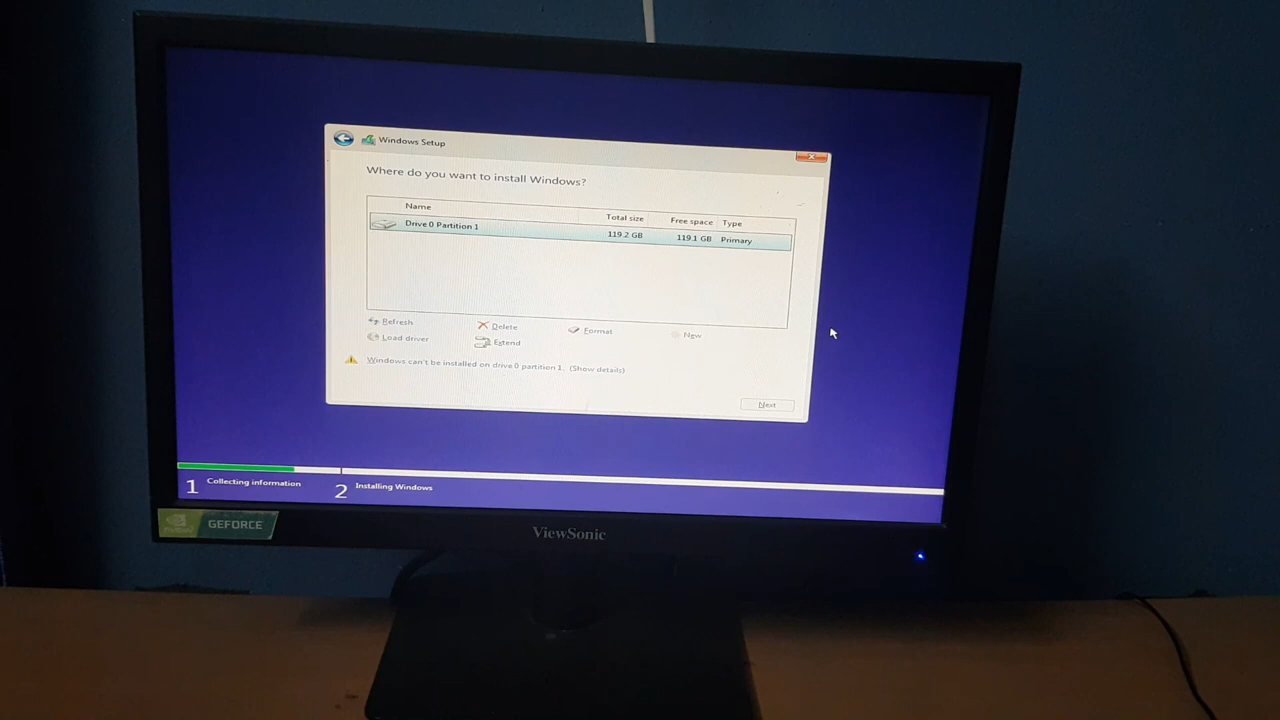 Windows Setup
Where do you want to install Windows?
Name Total size Free space Type
Drive 0 Partition 1 119.2 GB 119.1 GB Primary
Refresh Delete Format New
Load driver Extend
Windows can't be installed on drive 0 partition 1. (Show details)
Next
1 Collecting information 2 Installing Windows
GEFORCE
ViewSonic